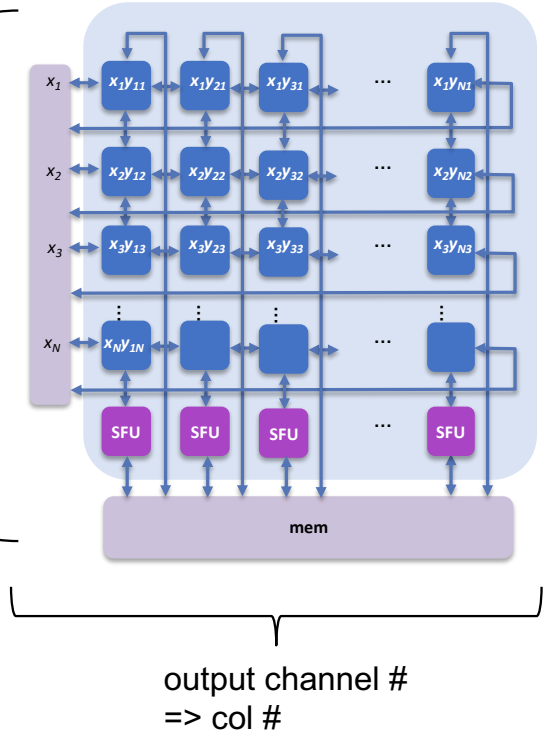 x1 x1y11 x1y21 x1y31 ... x1yN1
x2 x2y12 x2y22 x2y32 ... x2yN2
x3 x3y13 x3y23 x3y33 ... x3yN3
⋮ ⋮ ⋮
xN xNy1N ...
SFU SFU SFU ... SFU
mem
output channel #
=> col #